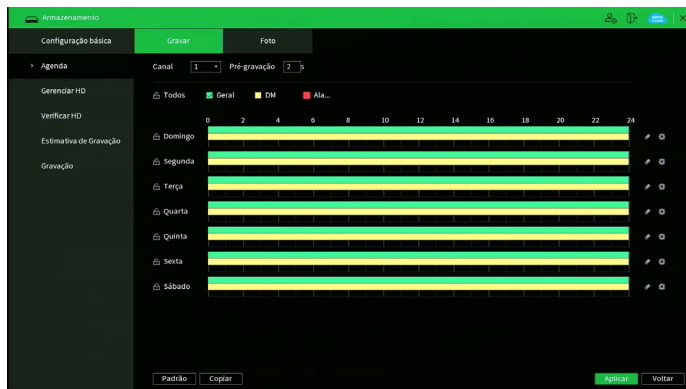 Armazenamento
Configuração básica
Gravar
Foto
Agenda
Canal 1 Pré-gravação 2 s
Gerenciar HD
Todos Geral DM Ala...
Verificar HD
0 2 4 6 8 10 12 14 16 18 20 22 24
Domingo
Estimativa de Gravação
Segunda
Gravação
Terça
Quarta
Quinta
Sexta
Sábado
Padrão Copiar Aplicar Voltar